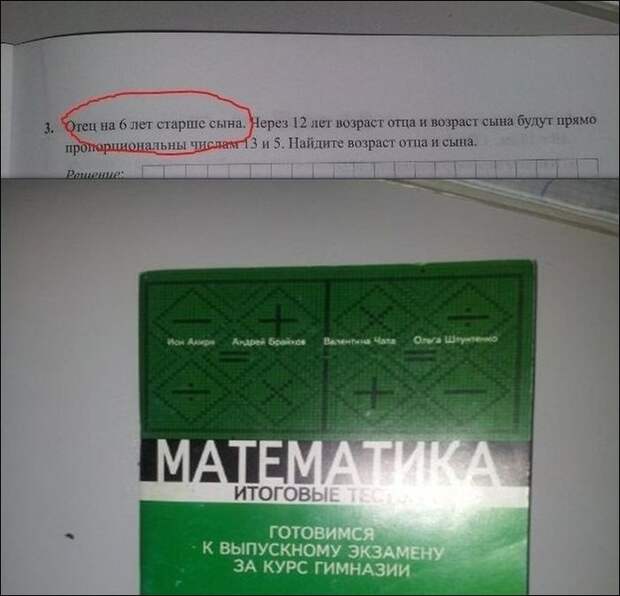 3. Отец на 6 лет старше сына. Через 12 лет возраст отца и возраст сына будут прямо
пропорциональны числам 13 и 5. Найдите возраст отца и сына.
Решение:
Ион Акири Андрей Брайков Валентина Чапа Ольга Шпунтенко
МАТЕМАТИКА
ИТОГОВЫЕ
ГОТОВИМСЯ
К ВЫПУСКНОМУ ЭКЗАМЕНУ
ЗА КУРС ГИМНАЗИИ